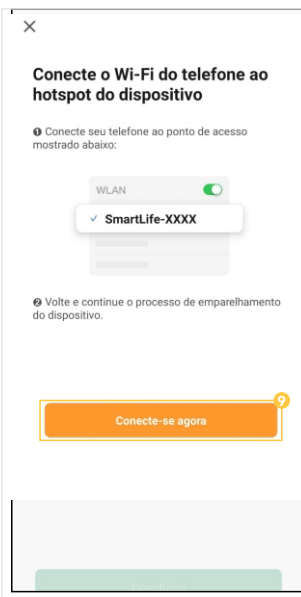 Conecte o Wi-Fi do telefone ao
hotspot do dispositivo
❶ Conecte seu telefone ao ponto de acesso
mostrado abaixo:
WLAN
✓ SmartLife-XXXX
❷ Volte e continue o processo de emparelhamento
do dispositivo.
9
Conecte-se agora